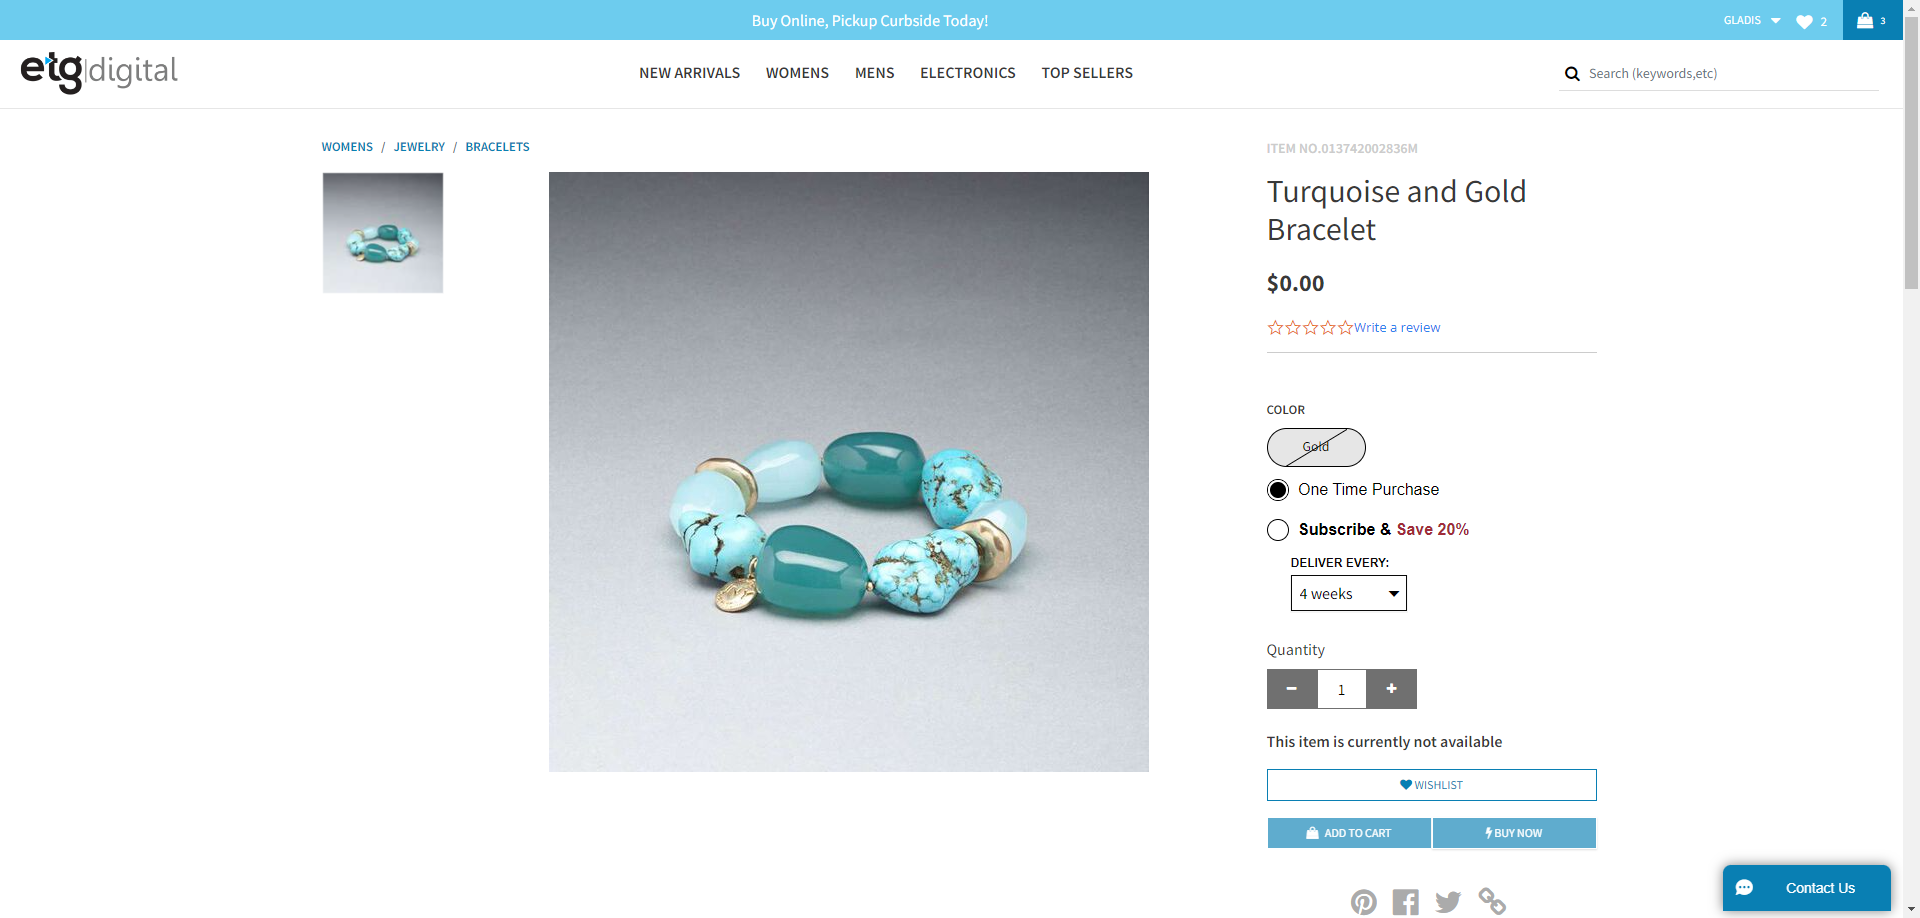 Buy Online, Pickup Curbside Today!
GLADIS 2 3
etg|digital
NEW ARRIVALS WOMENS MENS ELECTRONICS TOP SELLERS
Search (keywords,etc)
WOMENS / JEWELRY / BRACELETS
ITEM NO.013742002836M
Turquoise and Gold
Bracelet
$0.00
Write a review
COLOR
Gold
One Time Purchase
Subscribe & Save 20%
DELIVER EVERY:
4 weeks
Quantity
- 1 +
This item is currently not available
WISHLIST
ADD TO CART BUY NOW
Contact Us